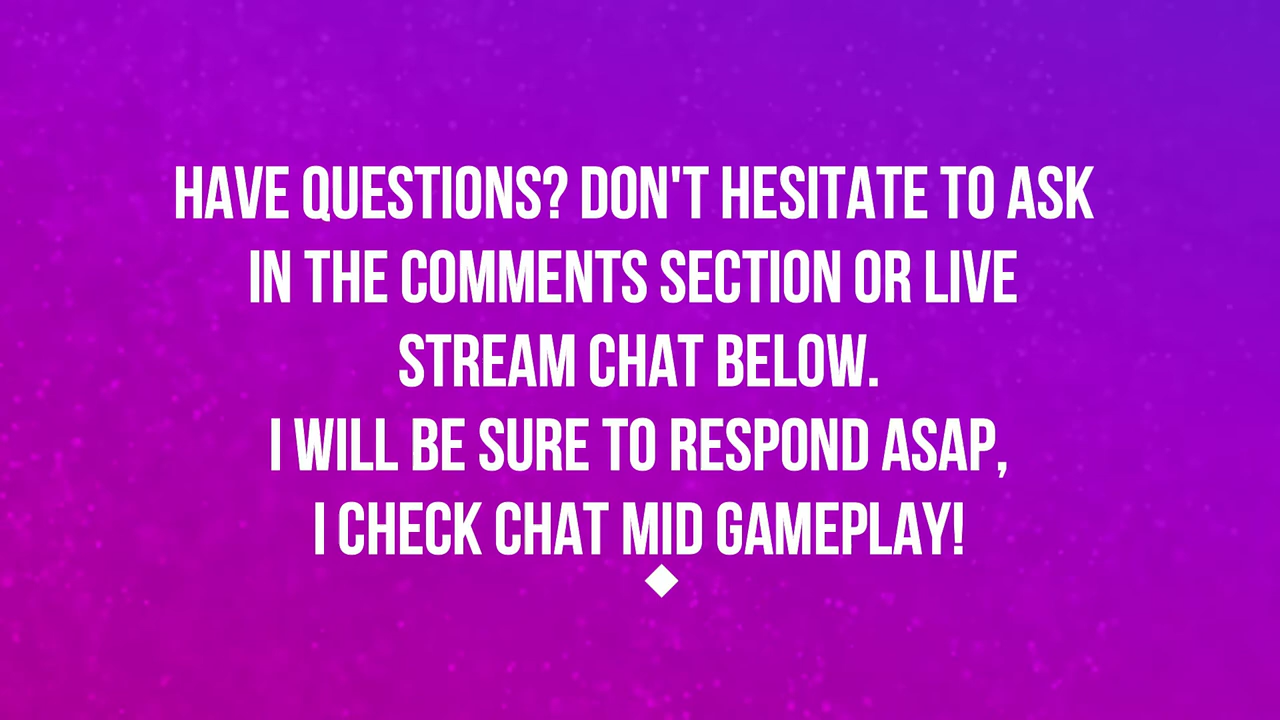 HAVE QUESTIONS? DON'T HESITATE TO ASK
IN THE COMMENTS SECTION OR LIVE
STREAM CHAT BELOW.
I WILL BE SURE TO RESPOND ASAP,
I CHECK CHAT MID GAMEPLAY!